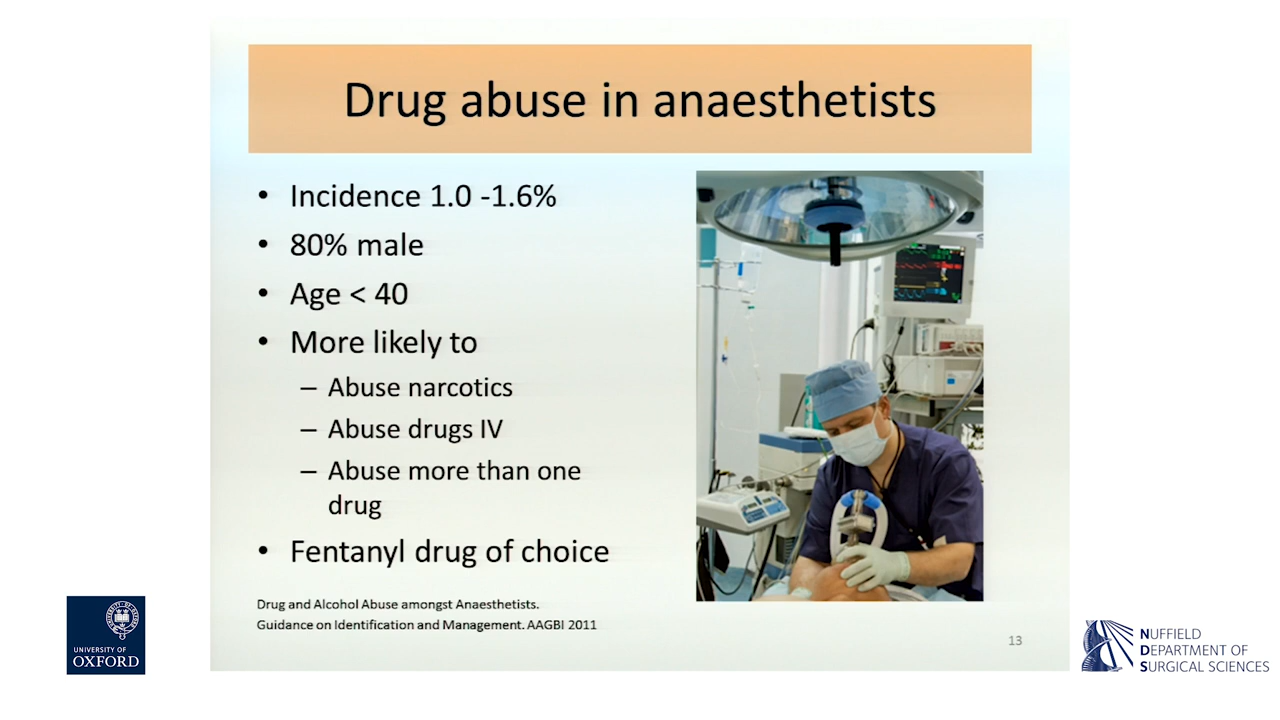 Drug abuse in anaesthetists
• Incidence 1.0 -1.6%
• 80% male
• Age < 40
• More likely to
– Abuse narcotics
– Abuse drugs IV
– Abuse more than one
drug
• Fentanyl drug of choice
Drug and Alcohol Abuse amongst Anaesthetists.
Guidance on Identification and Management. AAGBI 2011
13
UNIVERSITY OF
OXFORD
NUFFIELD
DEPARTMENT OF
SURGICAL SCIENCES